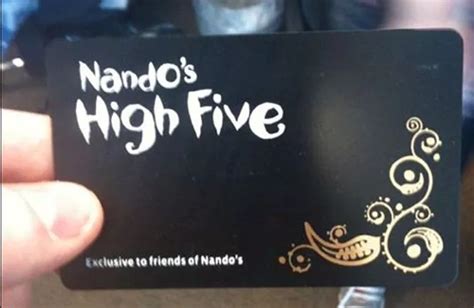 Nando's
High Five
Exclusive to friends of Nando's